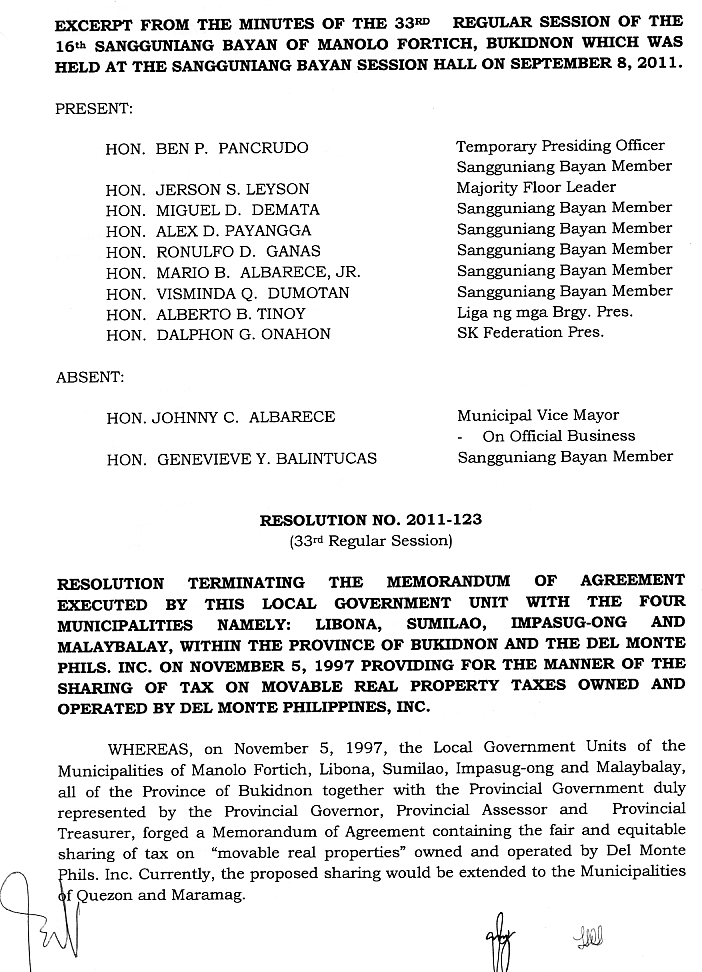 EXCERPT FROM THE MINUTES OF THE 33RD REGULAR SESSION OF THE
16th SANGGUNIANG BAYAN OF MANOLO FORTICH, BUKIDNON WHICH WAS
HELD AT THE SANGGUNIANG BAYAN SESSION HALL ON SEPTEMBER 8, 2011.
PRESENT:
HON. BEN P. PANCRUDO Temporary Presiding Officer
Sangguniang Bayan Member
HON. JERSON S. LEYSON Majority Floor Leader
HON. MIGUEL D. DEMATA Sangguniang Bayan Member
HON. ALEX D. PAYANGGA Sangguniang Bayan Member
HON. RONULFO D. GANAS Sangguniang Bayan Member
HON. MARIO B. ALBARECE, JR. Sangguniang Bayan Member
HON. VISMINDA Q. DUMOTAN Sangguniang Bayan Member
HON. ALBERTO B. TINOY Liga ng mga Brgy. Pres.
HON. DALPHON G. ONAHON SK Federation Pres.
ABSENT:
HON. JOHNNY C. ALBARECE Municipal Vice Mayor
- On Official Business
HON. GENEVIEVE Y. BALINTUCAS Sangguniang Bayan Member
RESOLUTION NO. 2011-123
(33rd Regular Session)
RESOLUTION TERMINATING THE MEMORANDUM OF AGREEMENT
EXECUTED BY THIS LOCAL GOVERNMENT UNIT WITH THE FOUR
MUNICIPALITIES NAMELY: LIBONA, SUMILAO, IMPASUG-ONG AND
MALAYBALAY, WITHIN THE PROVINCE OF BUKIDNON AND THE DEL MONTE
PHILS. INC. ON NOVEMBER 5, 1997 PROVIDING FOR THE MANNER OF THE
SHARING OF TAX ON MOVABLE REAL PROPERTY TAXES OWNED AND
OPERATED BY DEL MONTE PHILIPPINES, INC.
WHEREAS, on November 5, 1997, the Local Government Units of the
Municipalities of Manolo Fortich, Libona, Sumilao, Impasug-ong and Malaybalay,
all of the Province of Bukidnon together with the Provincial Government duly
represented by the Provincial Governor, Provincial Assessor and Provincial
Treasurer, forged a Memorandum of Agreement containing the fair and equitable
sharing of tax on "movable real properties" owned and operated by Del Monte
Phils. Inc. Currently, the proposed sharing would be extended to the Municipalities
of Quezon and Maramag.